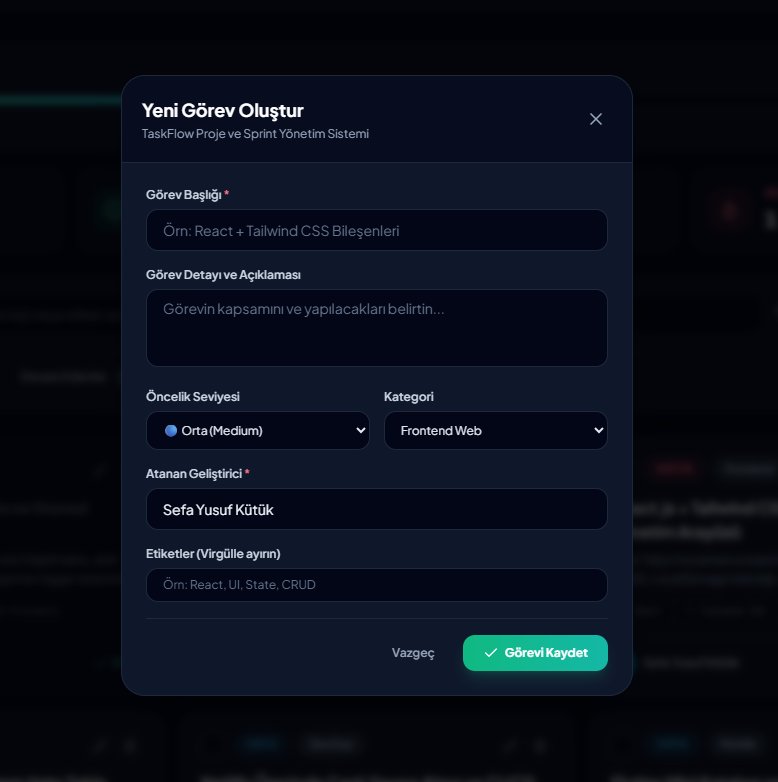 Yeni Görev Oluştur
TaskFlow Proje ve Sprint Yönetim Sistemi
Görev Başlığı *
Örn: React + Tailwind CSS Bileşenleri
Görev Detayı ve Açıklaması
Görevin kapsamını ve yapılacakları belirtin...
Öncelik Seviyesi
Kategori
Orta (Medium)
Frontend Web
Atanan Geliştirici *
Sefa Yusuf Kütük
Etiketler (Virgülle ayırın)
Örn: React, UI, State, CRUD
Vazgeç
Görevi Kaydet